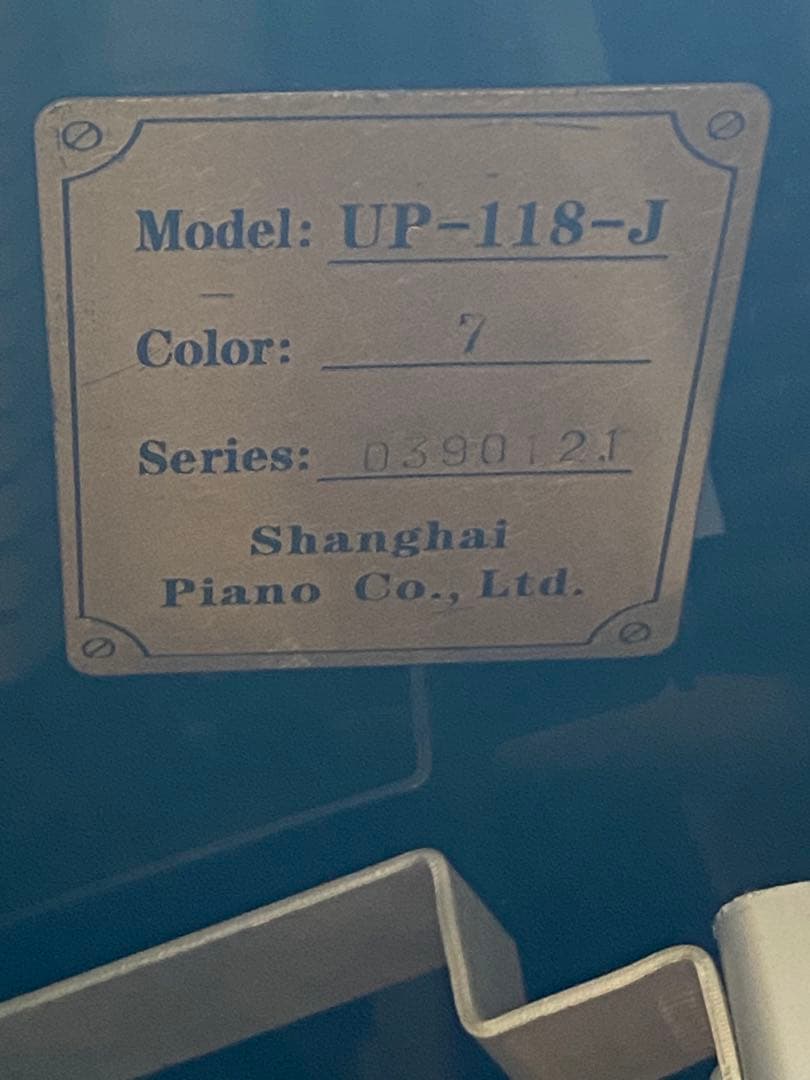 Model: UP-118-J
Color: 7
Series: 0390121
Shanghai
Piano Co., Ltd.